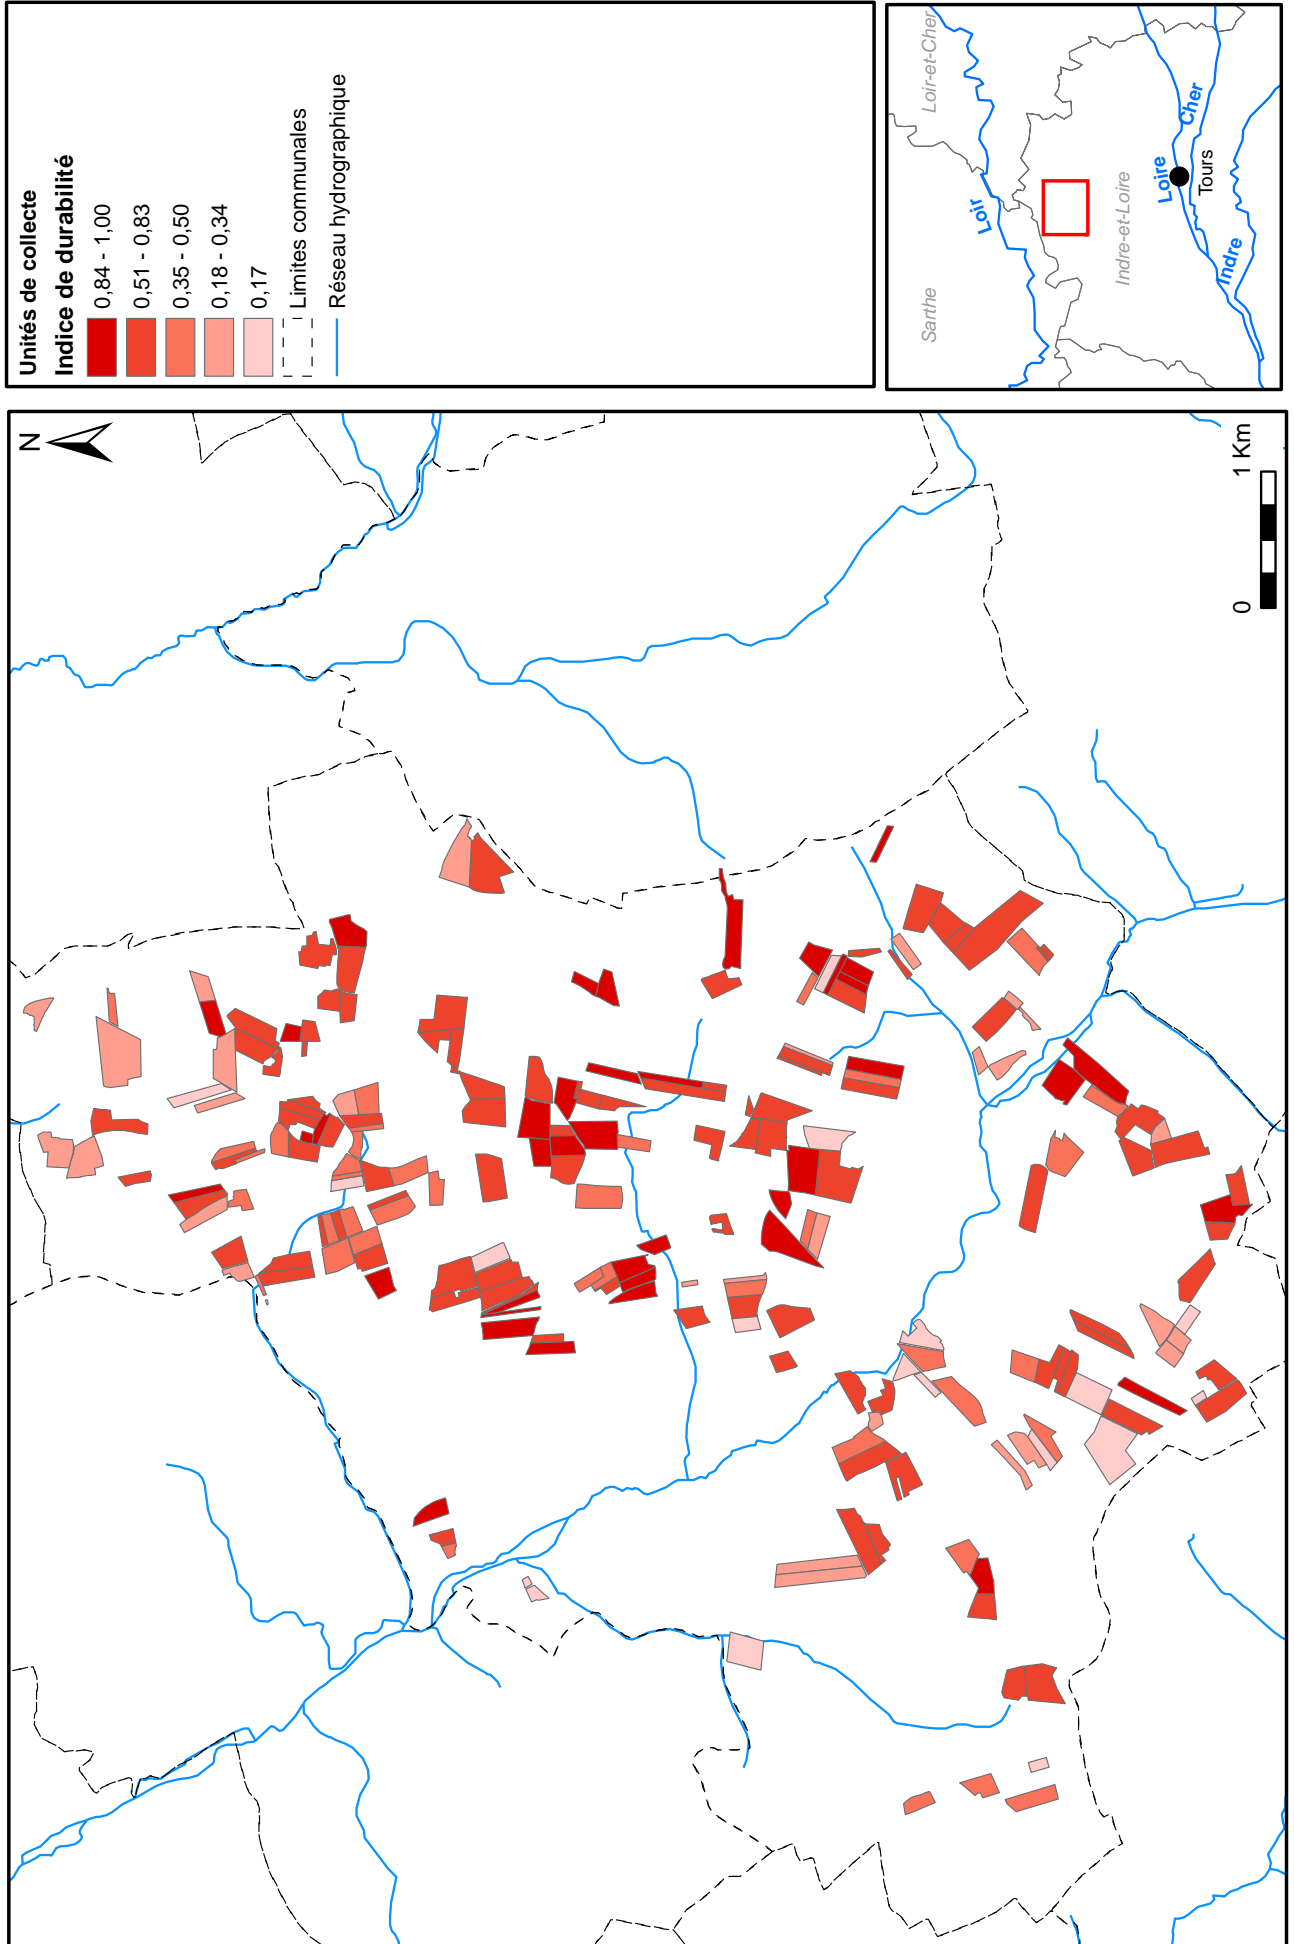 Unités de collecte
Indice de durabilité
0,84 - 1,00
0,51 - 0,83
0,35 - 0,50
0,18 - 0,34
0,17
Limites communales
Réseau hydrographique
Sarthe
Loir-et-Cher
Loir
Indre-et-Loire
Loire
Cher
Tours
Indre
N
0
1 Km